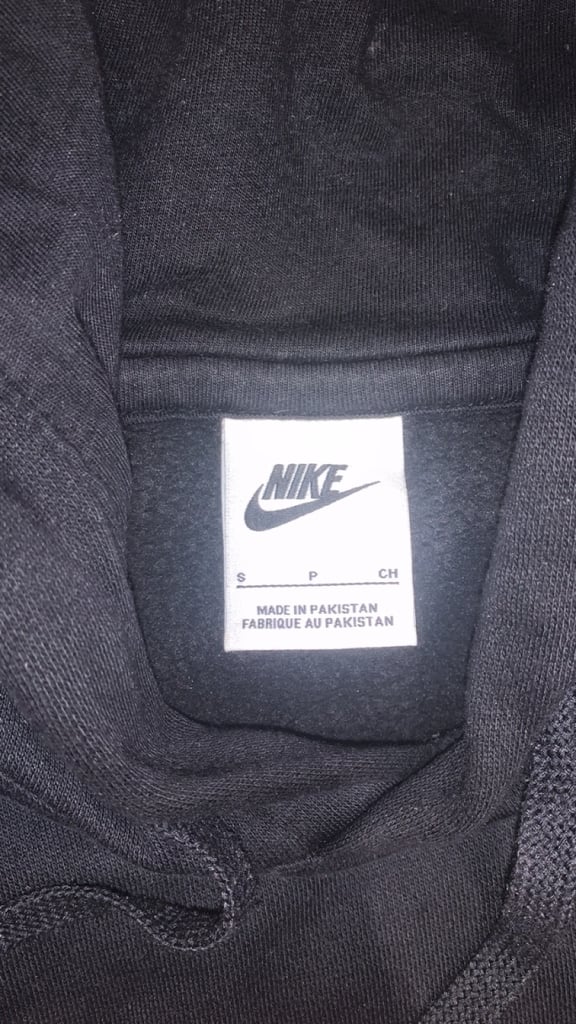 NIKE
S P CH
MADE IN PAKISTAN
FABRIQUE AU PAKISTAN